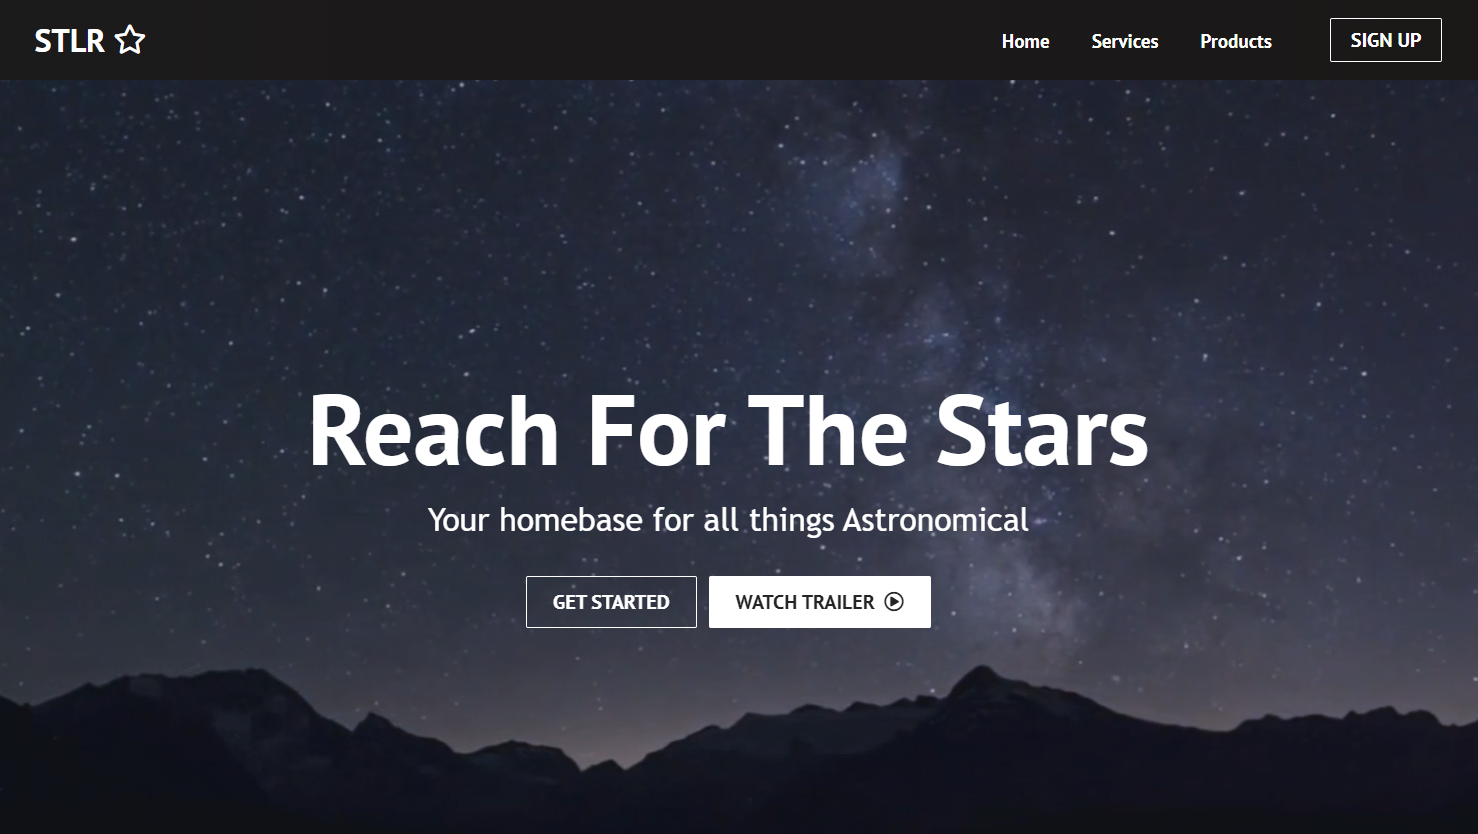 STLR
Home Services Products SIGN UP
Reach For The Stars
Your homebase for all things Astronomical
GET STARTED WATCH TRAILER